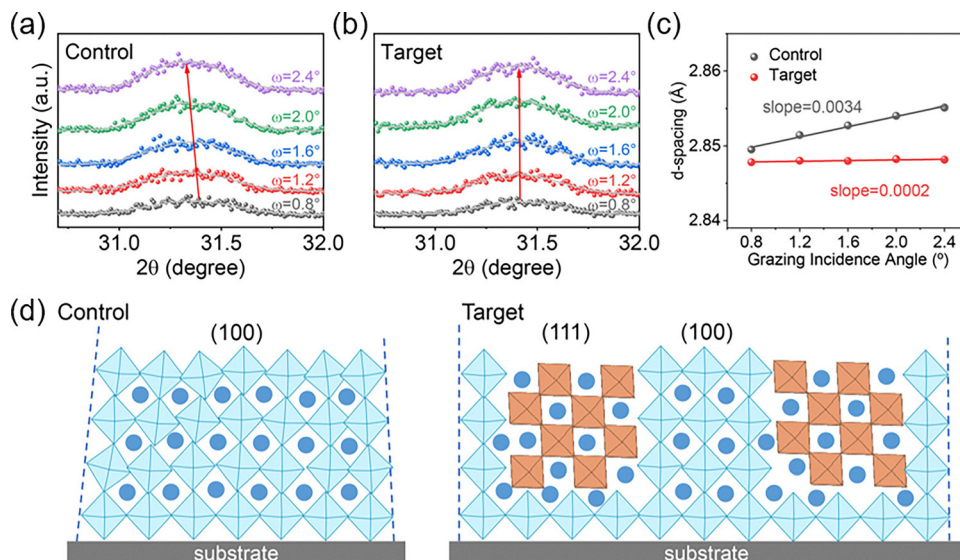 (a)
Control
Intensity (a.u.)
ω=2.4°
ω=2.0°
ω=1.6°
ω=1.2°
ω=0.8°
31.0 31.5 32.0
2θ (degree)
(b)
Target
ω=2.4°
ω=2.0°
ω=1.6°
ω=1.2°
ω=0.8°
31.0 31.5 32.0
2θ (degree)
(c)
d-spacing (Å)
2.86
2.85
2.84
Control
Target
slope=0.0034
slope=0.0002
0.8 1.2 1.6 2.0 2.4
Grazing Incidence Angle (º)
(d)
Control
(100)
substrate
Target
(111) (100)
substrate